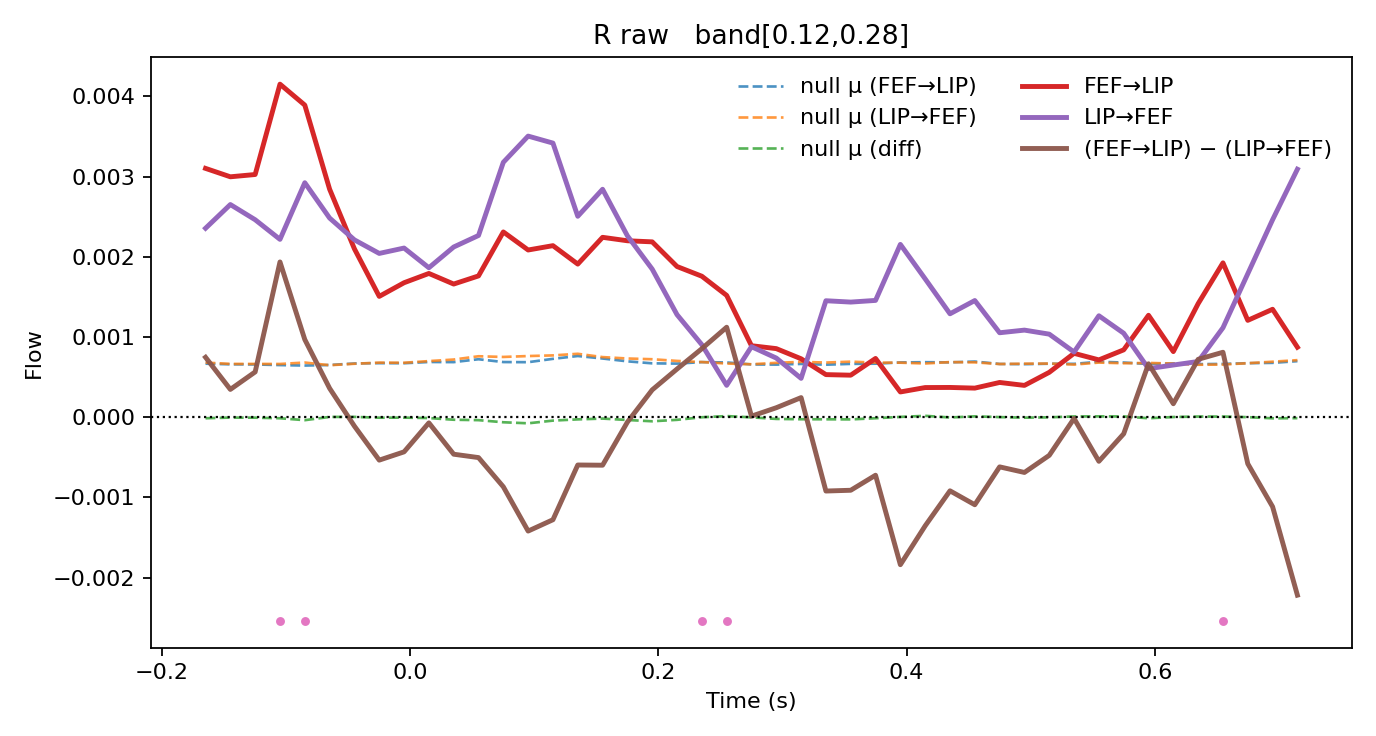 R raw   band[0.12,0.28]
null μ (FEF→LIP)
null μ (LIP→FEF)
null μ (diff)
FEF→LIP
LIP→FEF
(FEF→LIP) − (LIP→FEF)
Flow
0.004
0.003
0.002
0.001
0.000
−0.001
−0.002
−0.2
0.0
0.2
0.4
0.6
Time (s)